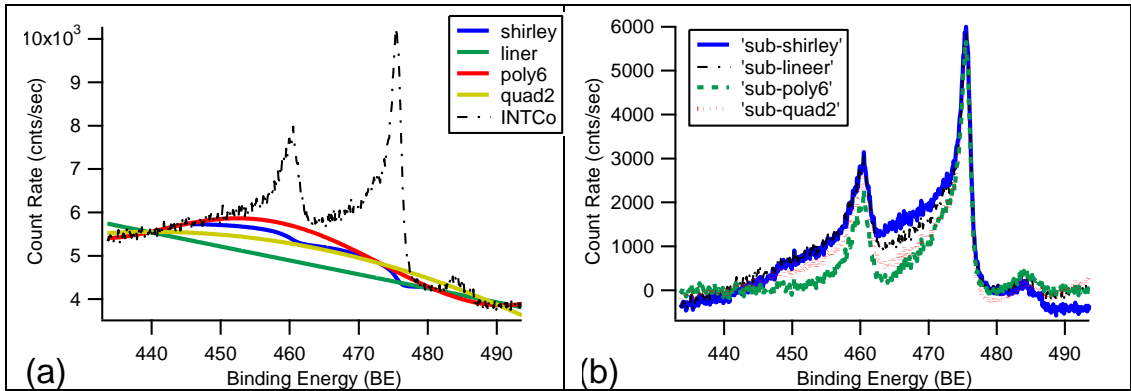 10x10³
9
8
7
6
5
4
Count Rate (cnts/sec)
440
450
460
470
480
490
Binding Energy (BE)
shirley
liner
poly6
quad2
INTCo
(a)
6000
5000
4000
3000
2000
1000
0
Count Rate (cnts/sec)
440
450
460
470
480
490
Binding Energy (BE)
'sub-shirley'
'sub-lineer'
'sub-poly6'
'sub-quad2'
(b)